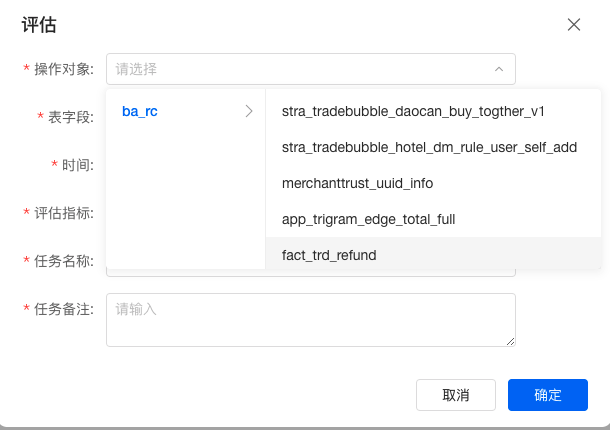 评估
* 操作对象: 请选择
ba_rc
stra_tradebubble_daocan_buy_togther_v1
* 表字段:
stra_tradebubble_hotel_dm_rule_user_self_add
* 时间:
merchanttrust_uuid_info
* 评估指标:
app_trigram_edge_total_full
* 任务名称:
fact_trd_refund
* 任务备注: 请输入
取消 确定